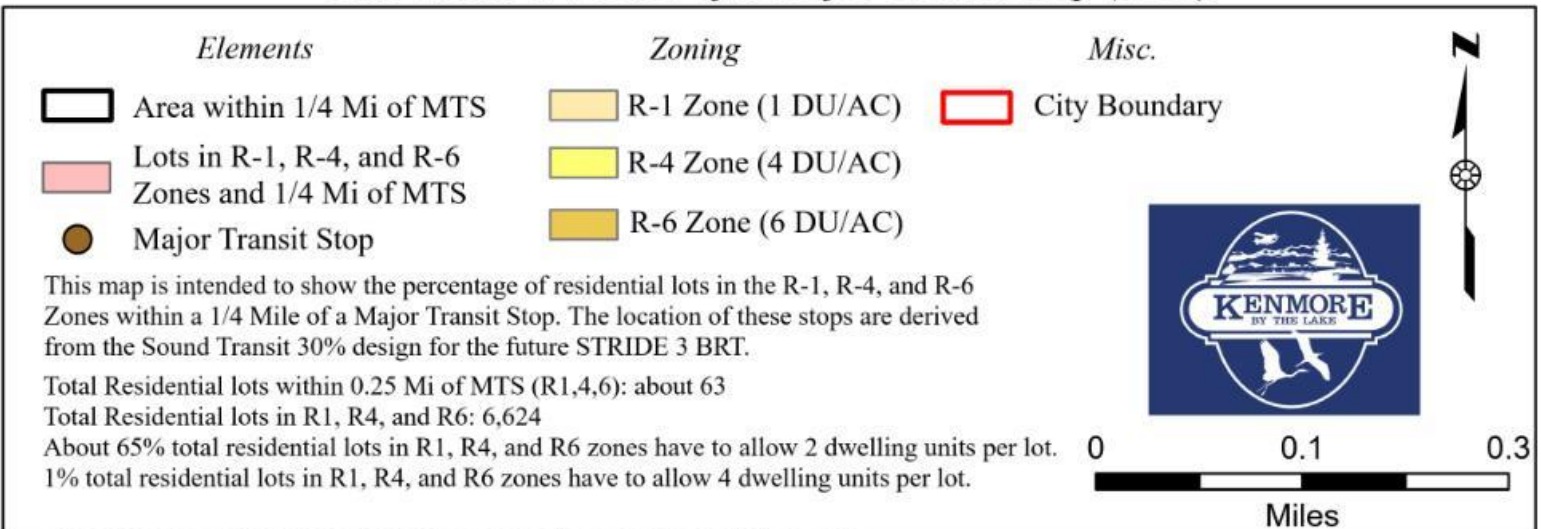 Elements
Area within 1/4 Mi of MTS
Lots in R-1, R-4, and R-6
Zones and 1/4 Mi of MTS
Major Transit Stop
Zoning
R-1 Zone (1 DU/AC)
R-4 Zone (4 DU/AC)
R-6 Zone (6 DU/AC)
Misc.
City Boundary
N
KENMORE
BY THE LAKE
This map is intended to show the percentage of residential lots in the R-1, R-4, and R-6
Zones within a 1/4 Mile of a Major Transit Stop. The location of these stops are derived
from the Sound Transit 30% design for the future STRIDE 3 BRT.
Total Residential lots within 0.25 Mi of MTS (R1,4,6): about 63
Total Residential lots in R1, R4, and R6: 6,624
About 65% total residential lots in R1, R4, and R6 zones have to allow 2 dwelling units per lot.
1% total residential lots in R1, R4, and R6 zones have to allow 4 dwelling units per lot.
0 0.1 0.3
Miles